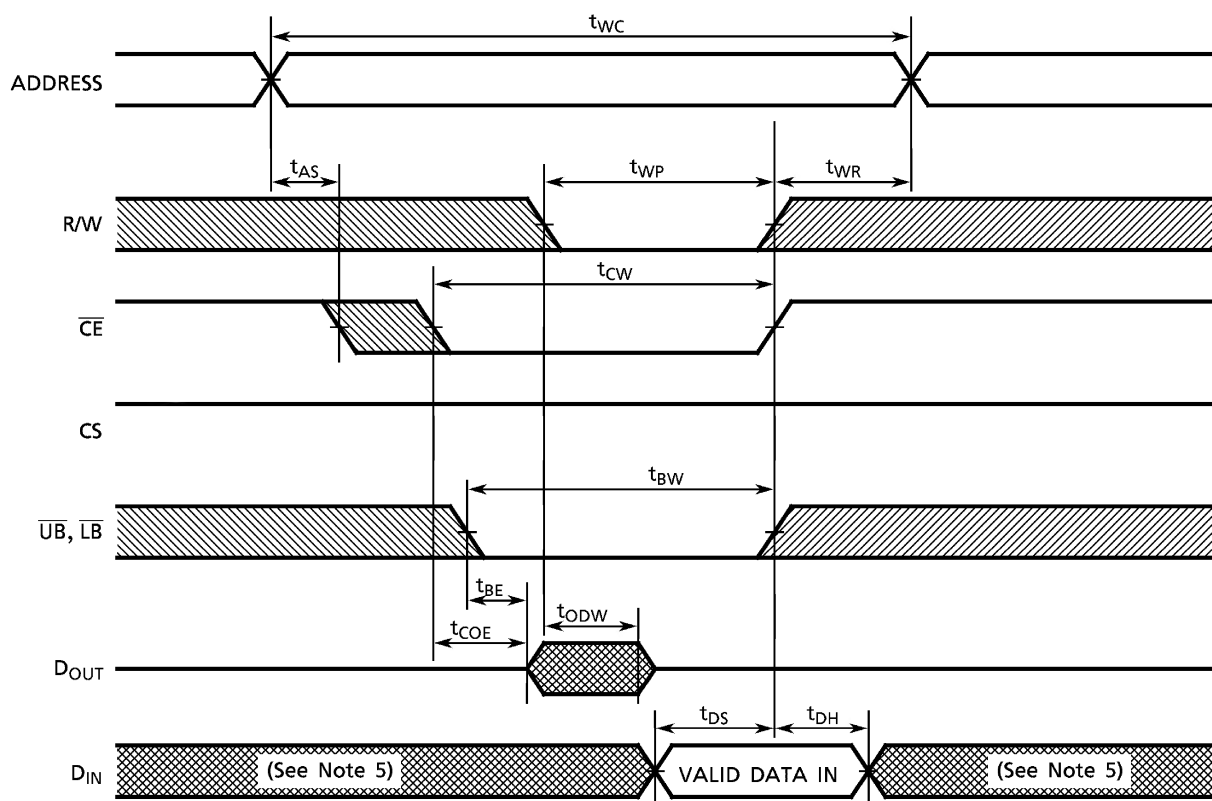 tWC
ADDRESS
tAS
tWP
tWR
R/W
tCW
CE
CS
tBW
UB, LB
tBE
tODW
tCOE
DOUT
tDS
tDH
DIN
(See Note 5)
VALID DATA IN
(See Note 5)